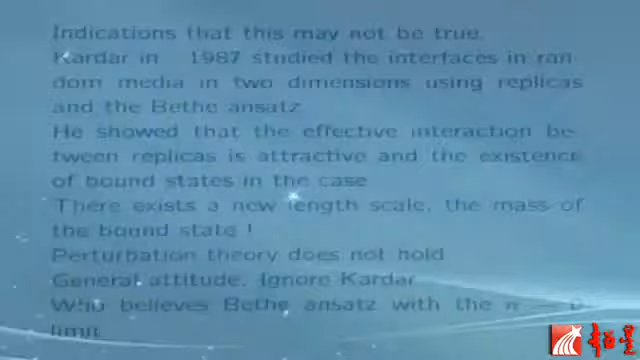 Indications that this may not be true.
Kardar in 1987 studied the interfaces in ran-
dom media in two dimensions using replicas
and the Bethe ansatz
He showed that the effective interaction be-
tween replicas is attractive and the existence
of bound states in the case
There exists a new length scale, the mass of
the bound state !
Perturbation theory does not hold
General attitude. Ignore Kardar
Who believes Bethe ansatz with the n → 0
limit
超星